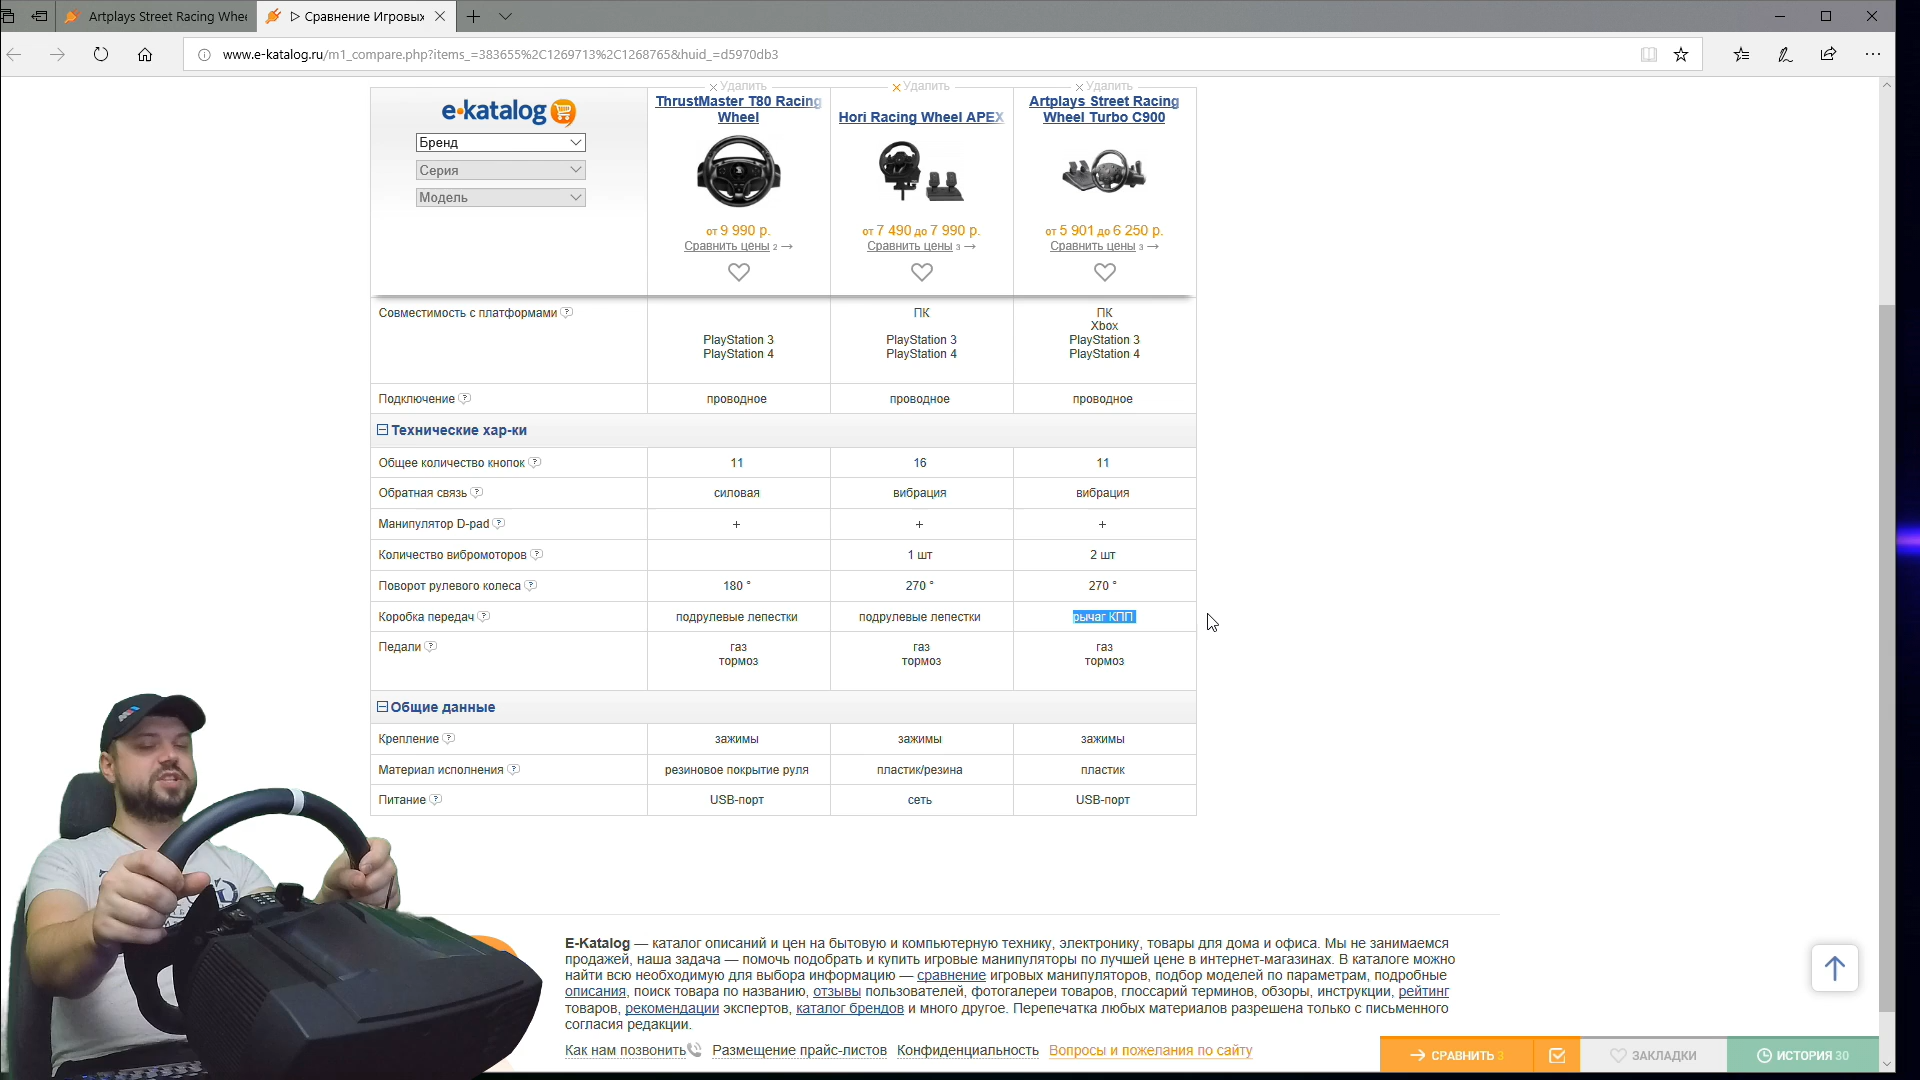 Artplays Street Racing Whee
▷ Сравнение Игровых
www.e-katalog.ru/m1_compare.php?items_=383655%2C1269713%2C1268765&huid_=d5970db3
Удалить
Удалить
Удалить
e·katalog
Бренд
Серия
Модель
ThrustMaster T80 Racing
Wheel
от 9 990 р.
Сравнить цены 2 →
Hori Racing Wheel APEX
от 7 490 до 7 990 р.
Сравнить цены 3 →
Artplays Street Racing
Wheel Turbo C900
от 5 901 до 6 250 р.
Сравнить цены 3 →
Совместимость с платформами ?
PlayStation 3
PlayStation 4
ПК
PlayStation 3
PlayStation 4
ПК
Xbox
PlayStation 3
PlayStation 4
Подключение ? проводное проводное проводное
Технические хар-ки
Общее количество кнопок ? 11 16 11
Обратная связь ? силовая вибрация вибрация
Манипулятор D-pad ? + + +
Количество вибромоторов ? 1 шт 2 шт
Поворот рулевого колеса ? 180 ° 270 ° 270 °
Коробка передач ? подрулевые лепестки подрулевые лепестки рычаг КПП
Педали ? газ газ газ
тормоз тормоз тормоз
Общие данные
Крепление ? зажимы зажимы зажимы
Материал исполнения ? резиновое покрытие руля пластик/резина пластик
Питание ? USB-порт сеть USB-порт
E-Katalog — каталог описаний и цен на бытовую и компьютерную технику, электронику, товары для дома и офиса. Мы не занимаемся
продажей, наша задача — помочь подобрать и купить игровые манипуляторы по лучшей цене в интернет-магазинах. В каталоге можно
найти всю необходимую для выбора информацию — сравнение игровых манипуляторов, подбор моделей по параметрам, подробные
описания, поиск товара по названию, отзывы пользователей, фотогалереи товаров, глоссарий терминов, обзоры, инструкции, рейтинг
товаров, рекомендации экспертов, каталог брендов и много другое. Перепечатка любых материалов разрешена только с письменного
согласия редакции.
Как нам позвонить Размещение прайс-листов Конфиденциальность Вопросы и пожелания по сайту
→ СРАВНИТЬ 3
ЗАКЛАДКИ
ИСТОРИЯ 30